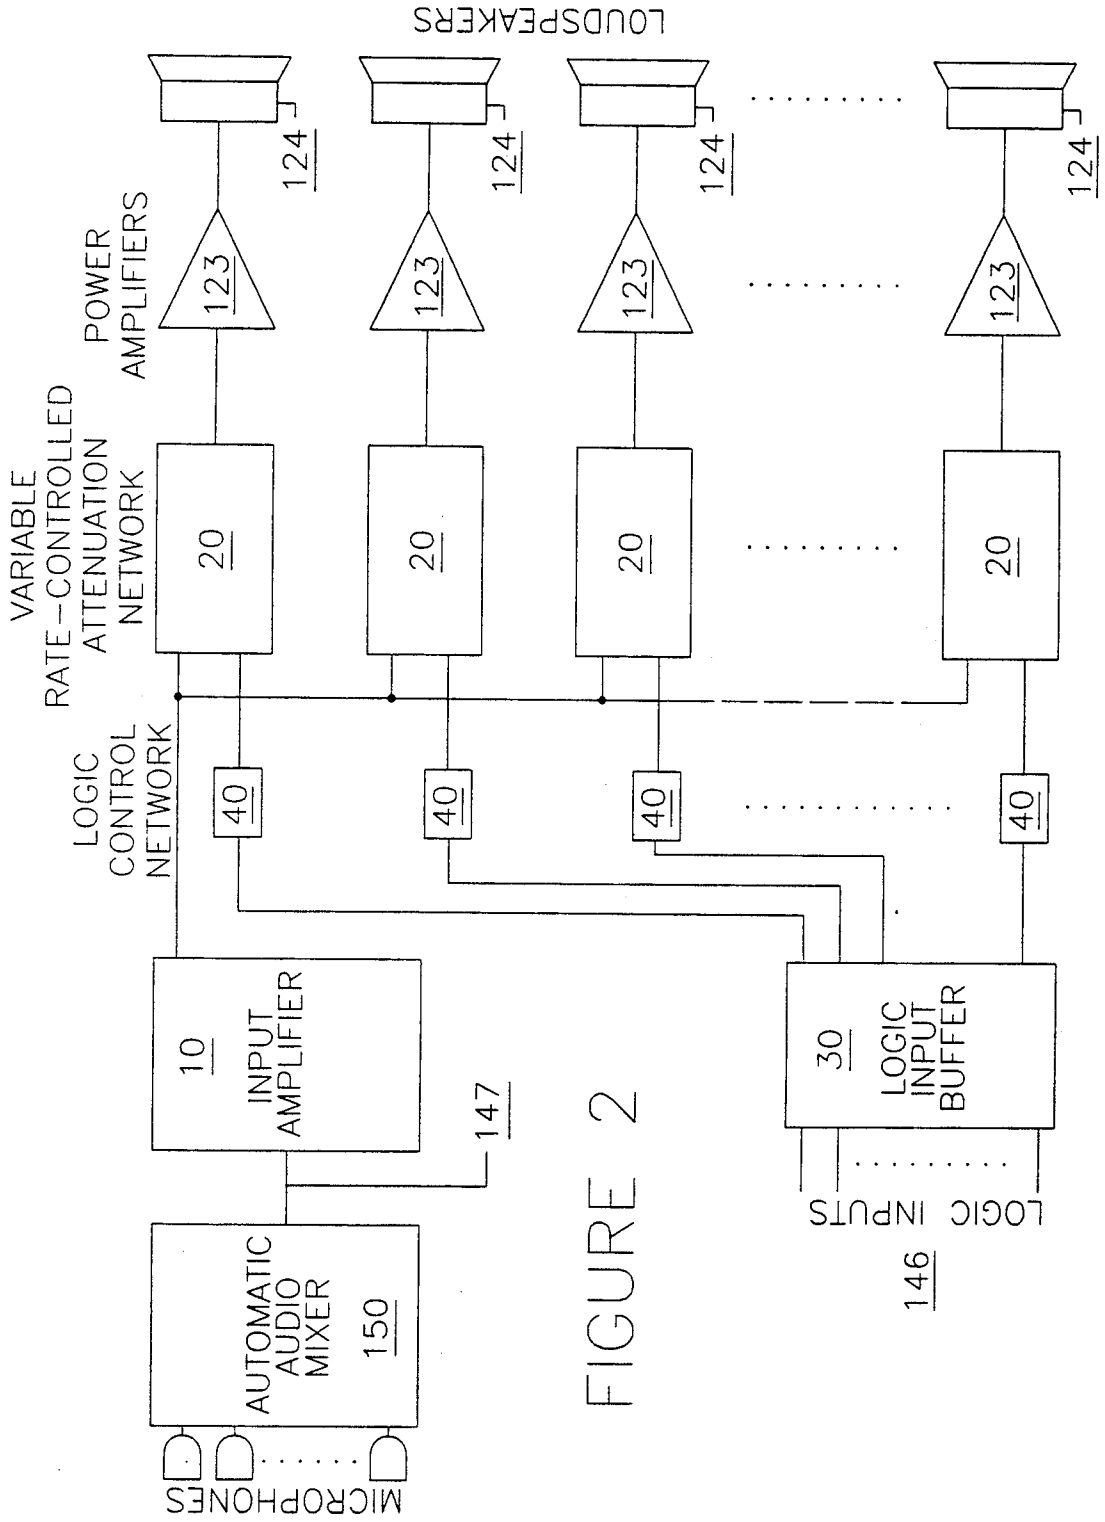 MICROPHONES
AUTOMATIC
AUDIO
MIXER
150
147
10
INPUT
AMPLIFIER
LOGIC
CONTROL
NETWORK
VARIABLE
RATE-CONTROLLED
ATTENUATION
NETWORK
POWER
AMPLIFIERS
LOUDSPEAKERS
40
20
123
124
40
20
123
124
40
20
123
124
40
20
123
124
146
LOGIC INPUTS
30
LOGIC
INPUT
BUFFER
FIGURE 2